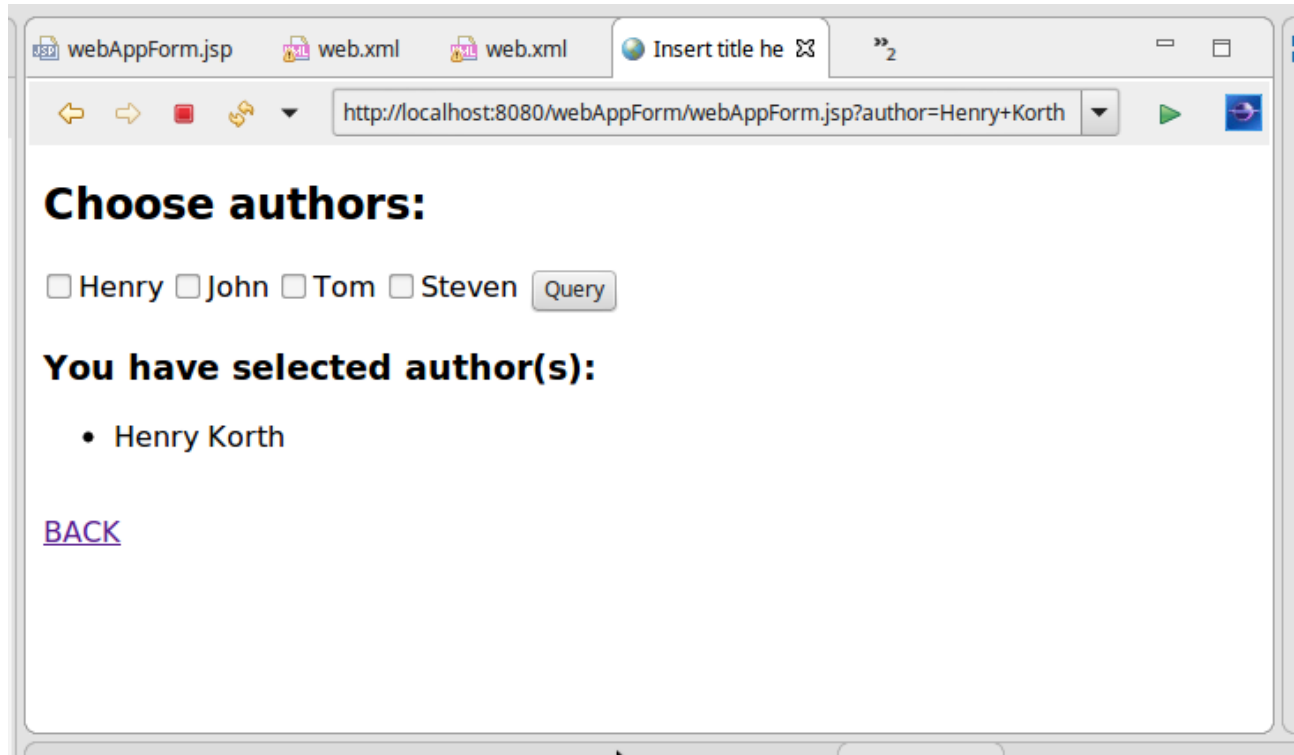 webAppForm.jsp web.xml web.xml Insert title he »2
http://localhost:8080/webAppForm/webAppForm.jsp?author=Henry+Korth
Choose authors:
Henry John Tom Steven Query
You have selected author(s):
• Henry Korth
BACK